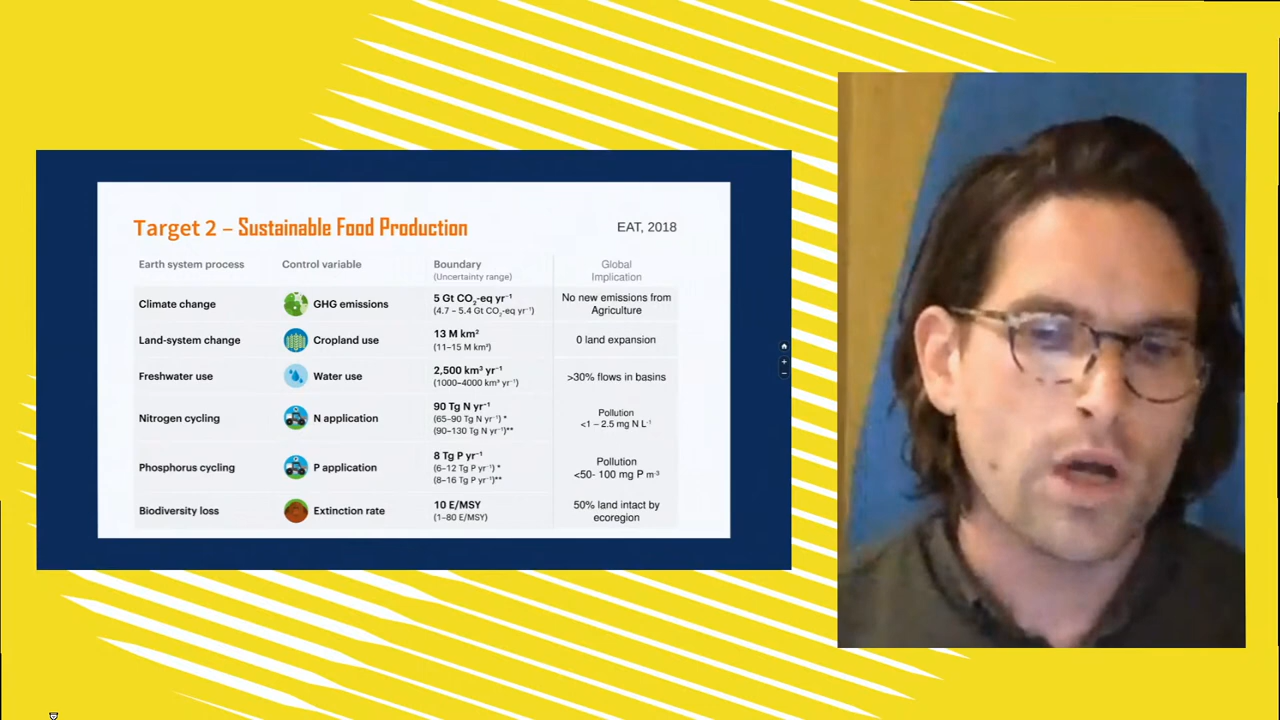 Target 2 – Sustainable Food Production
EAT, 2018
Earth system process
Control variable
Boundary
(Uncertainty range)
Global
Implication
Climate change
GHG emissions
5 Gt CO₂-eq yr⁻¹
(4.7 – 5.4 Gt CO₂-eq yr⁻¹)
No new emissions from
Agriculture
Land-system change
Cropland use
13 M km²
(11–15 M km²)
0 land expansion
Freshwater use
Water use
2,500 km³ yr⁻¹
(1000–4000 km³ yr⁻¹)
>30% flows in basins
Nitrogen cycling
N application
90 Tg N yr⁻¹
(65–90 Tg N yr⁻¹) *
(90–130 Tg N yr⁻¹)**
Pollution
<1 – 2.5 mg N L⁻¹
Phosphorus cycling
P application
8 Tg P yr⁻¹
(6–12 Tg P yr⁻¹) *
(8–16 Tg P yr⁻¹)**
Pollution
<50- 100 mg P m⁻³
Biodiversity loss
Extinction rate
10 E/MSY
(1–80 E/MSY)
50% land intact by
ecoregion